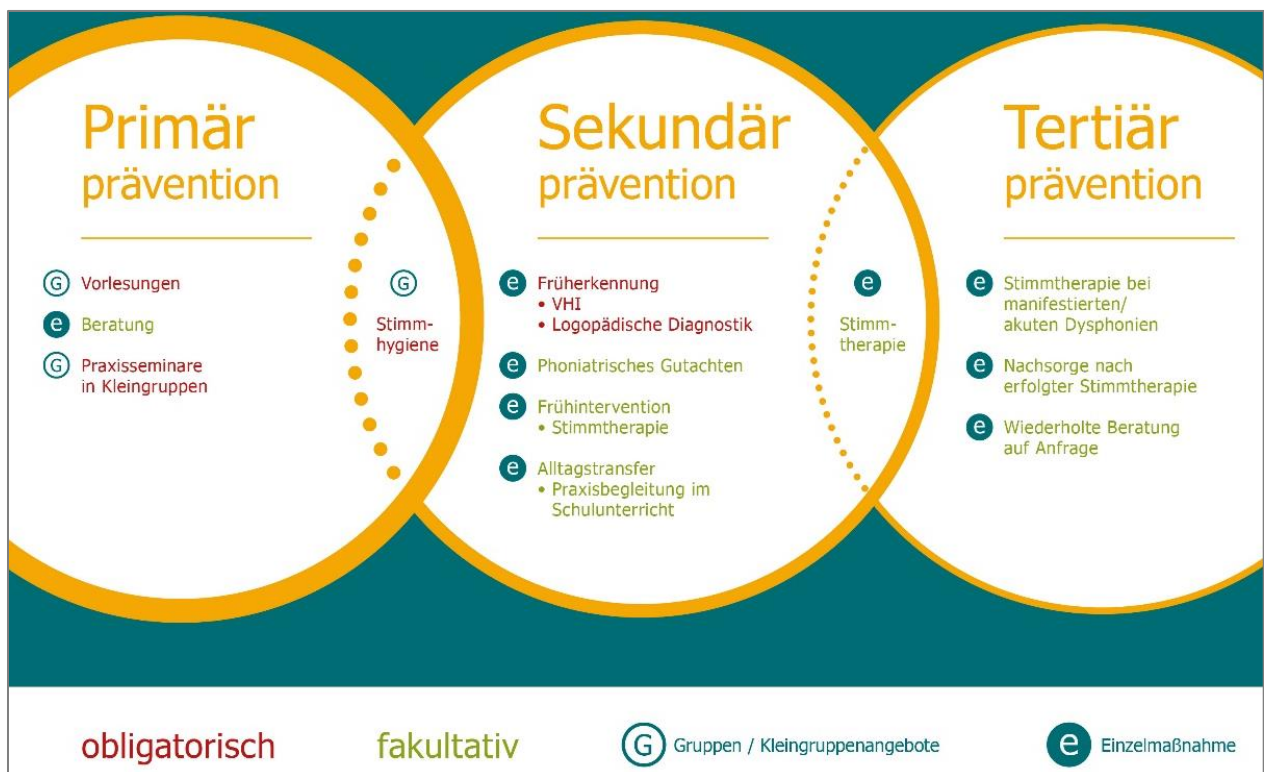 Primär
prävention
G Vorlesungen
e Beratung
G Praxisseminare
in Kleingruppen
G
Stimm-
hygiene
Sekundär
prävention
e Früherkennung
• VHI
• Logopädische Diagnostik
e Phoniatrisches Gutachten
e Frühintervention
• Stimmtherapie
e Alltagstransfer
• Praxisbegleitung im
Schulunterricht
e
Stimm-
therapie
Tertiär
prävention
e Stimmtherapie bei
manifestierten/
akuten Dysphonien
e Nachsorge nach
erfolgter Stimmtherapie
e Wiederholte Beratung
auf Anfrage
obligatorisch
fakultativ
G Gruppen / Kleingruppenangebote
e Einzelmaßnahme